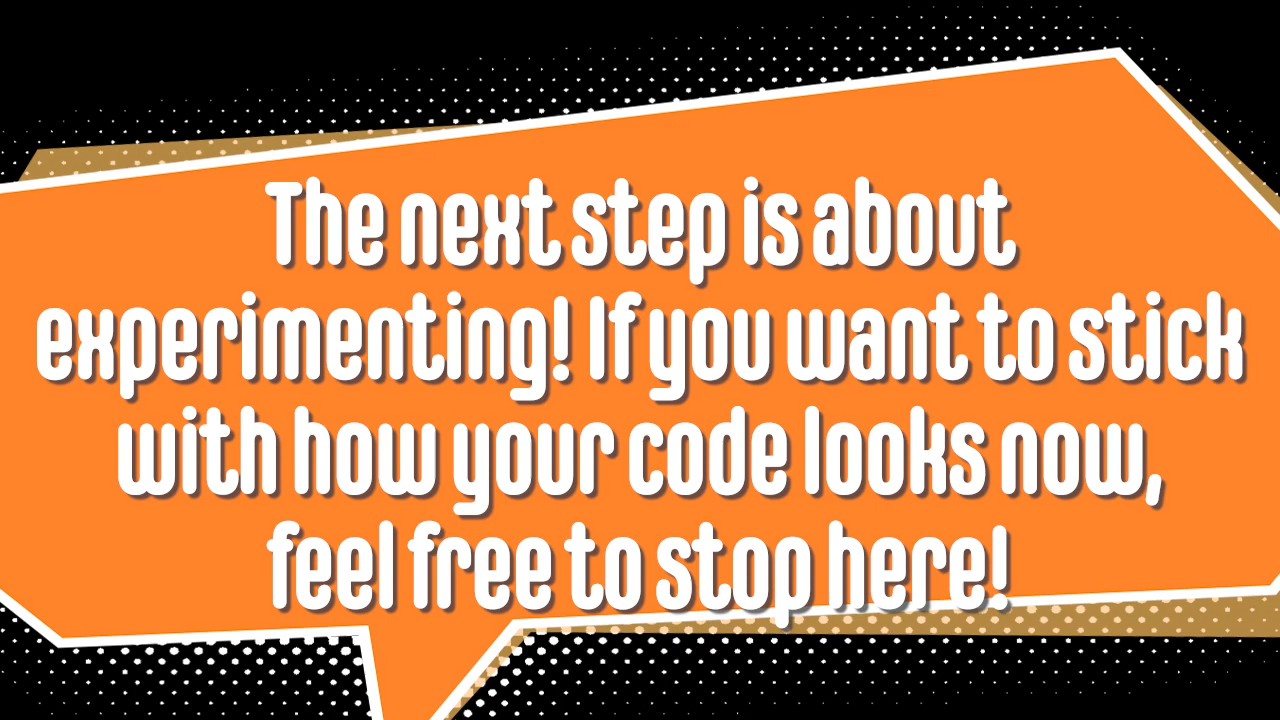 The next step is about
experimenting! If you want to stick
with how your code looks now,
feel free to stop here!